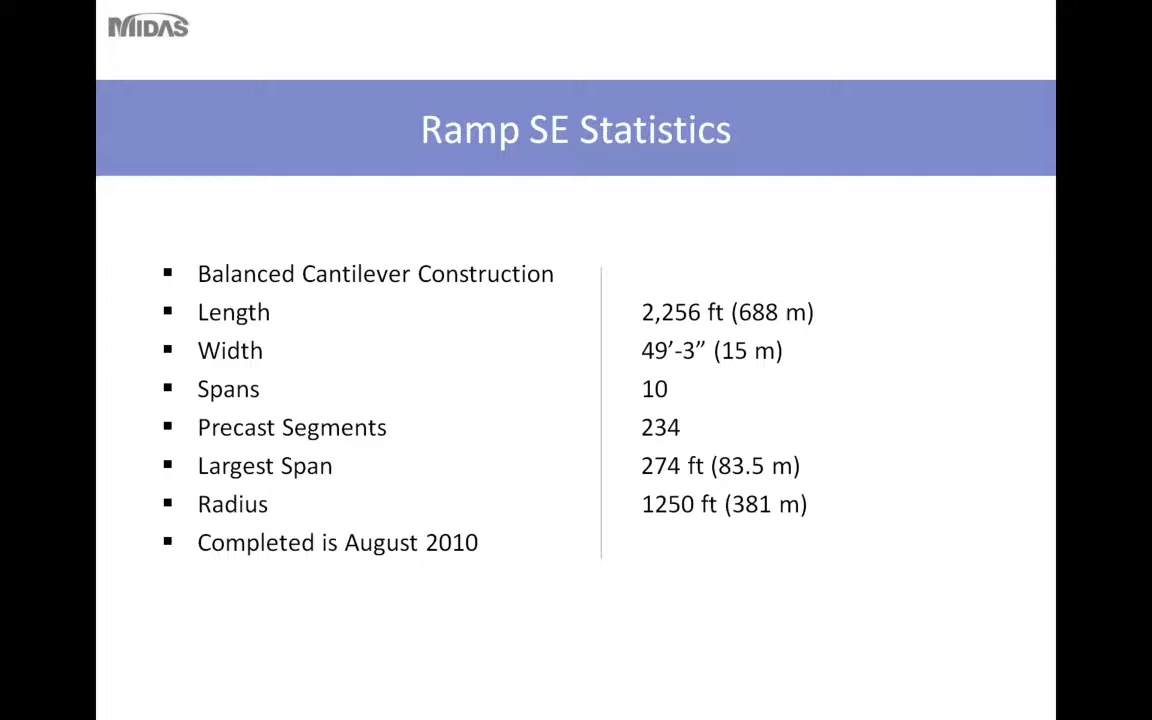 MIDAS
Ramp SE Statistics
▪ Balanced Cantilever Construction
▪ Length 2,256 ft (688 m)
▪ Width 49’-3” (15 m)
▪ Spans 10
▪ Precast Segments 234
▪ Largest Span 274 ft (83.5 m)
▪ Radius 1250 ft (381 m)
▪ Completed is August 2010